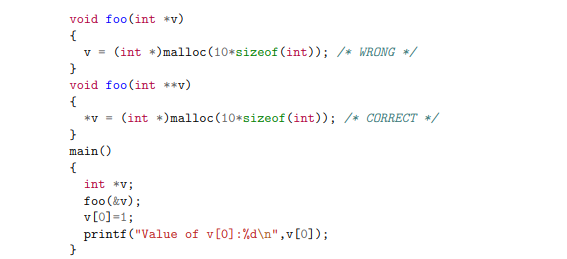 void foo(int *v)
{
  v = (int *)malloc(10*sizeof(int)); /* WRONG */
}
void foo(int **v)
{
  *v = (int *)malloc(10*sizeof(int)); /* CORRECT */
}
main()
{
  int *v;
  foo(&v);
  v[0]=1;
  printf("Value of v[0]:%d\n",v[0]);
}